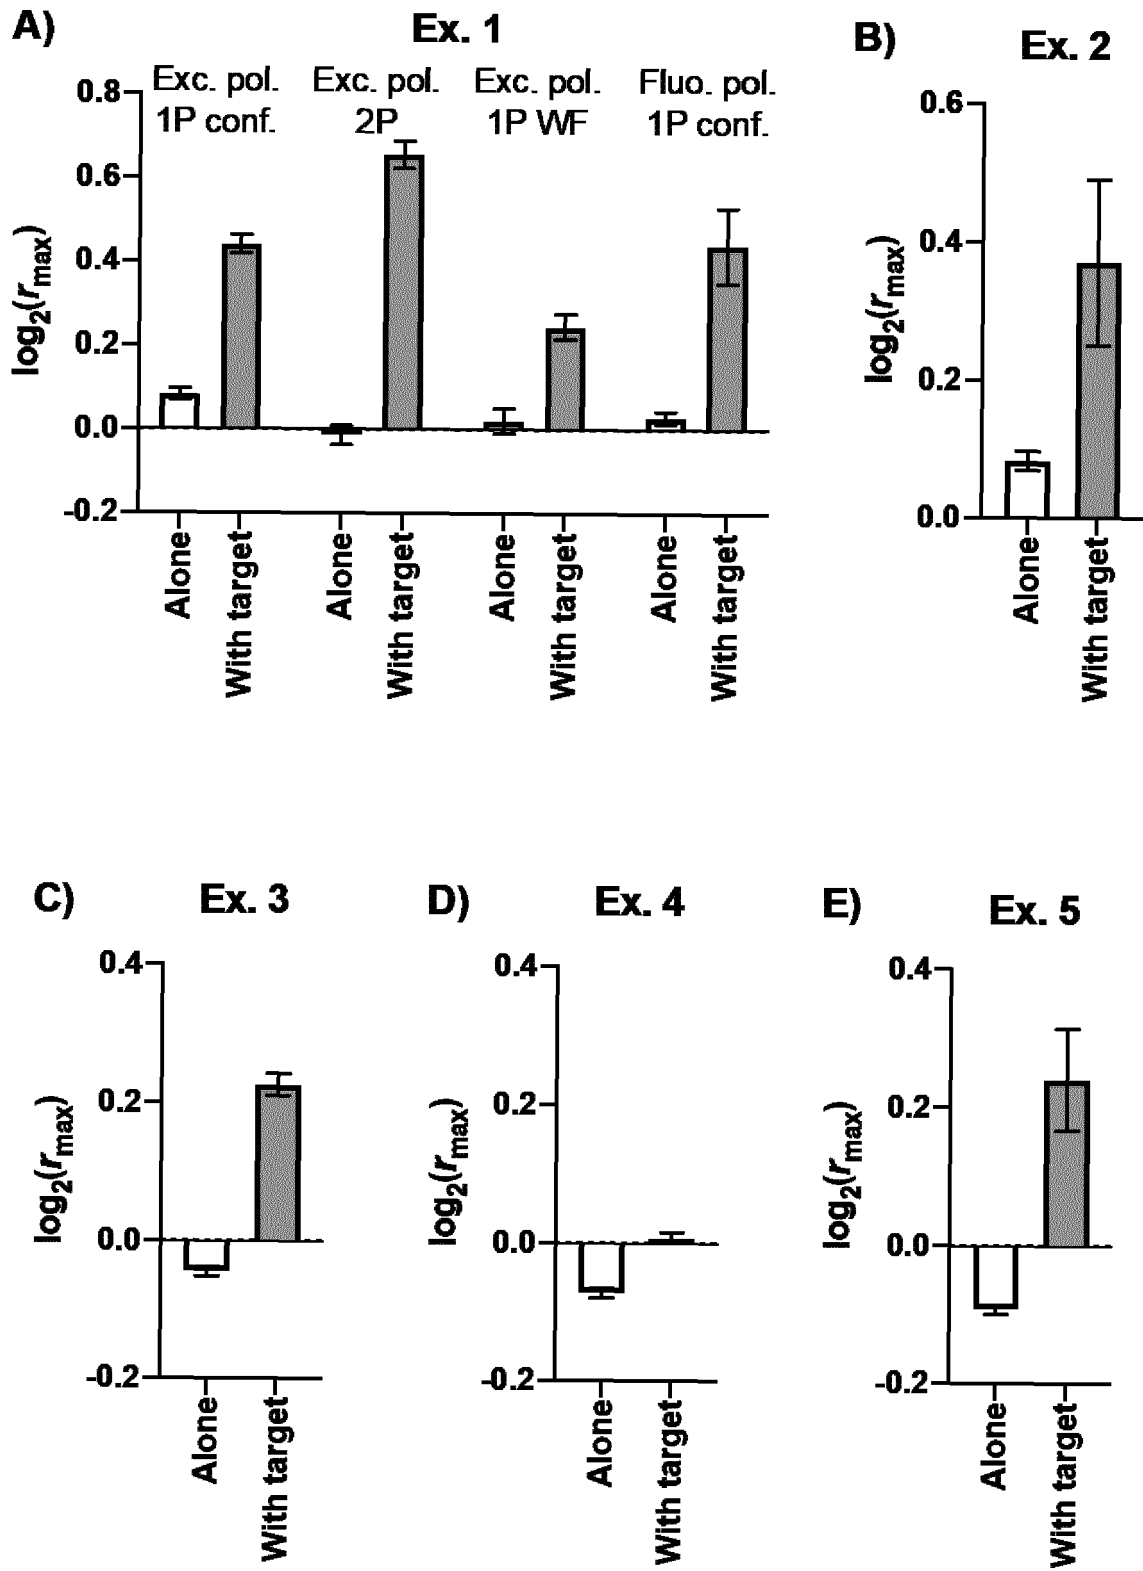 A)
Ex. 1
Exc. pol.
1P conf.
Exc. pol.
2P
Exc. pol.
1P WF
Fluo. pol.
1P conf.
log2(rmax)
0.8
0.6
0.4
0.2
0.0
-0.2
Alone
With target
Alone
With target
Alone
With target
Alone
With target
B)
Ex. 2
log2(rmax)
0.6
0.4
0.2
0.0
Alone
With target
C)
Ex. 3
log2(rmax)
0.4
0.2
0.0
-0.2
Alone
With target
D)
Ex. 4
log2(rmax)
0.4
0.2
0.0
-0.2
Alone
With target
E)
Ex. 5
log2(rmax)
0.4
0.2
0.0
-0.2
Alone
With target